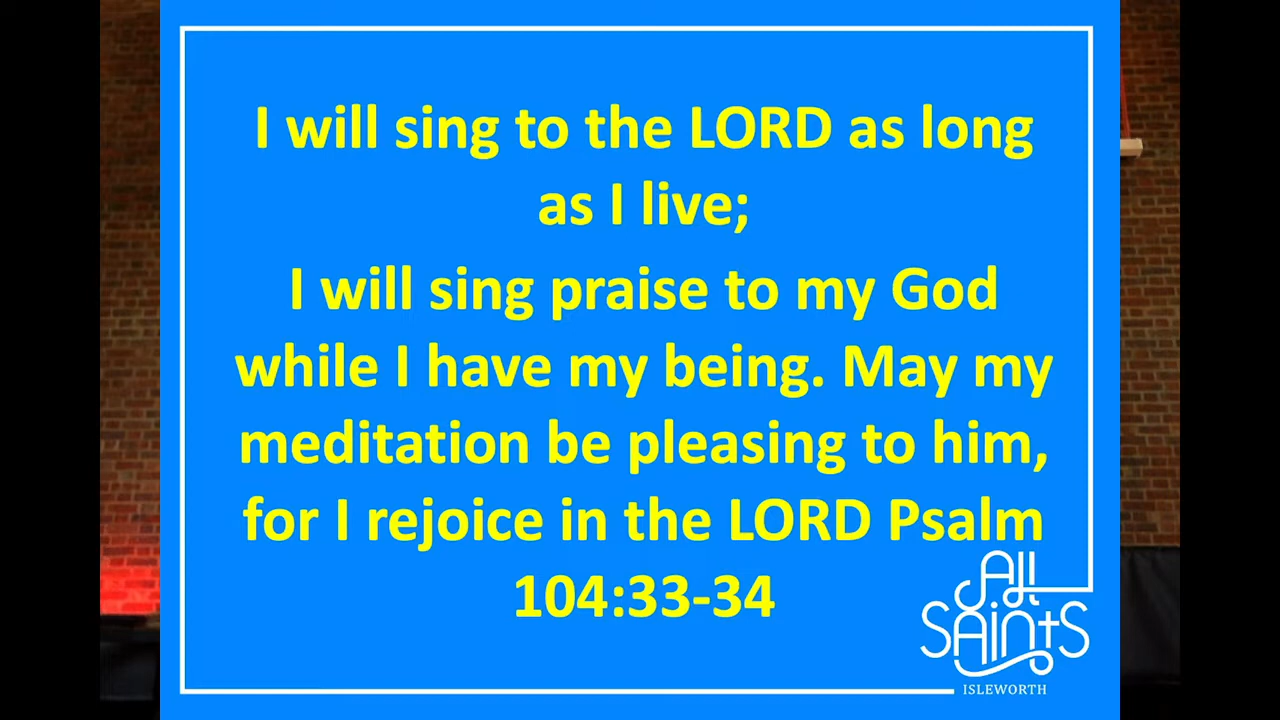 I will sing to the LORD as long
as I live;
I will sing praise to my God
while I have my being. May my
meditation be pleasing to him,
for I rejoice in the LORD Psalm
104:33-34
All
SAiNtS
ISLEWORTH